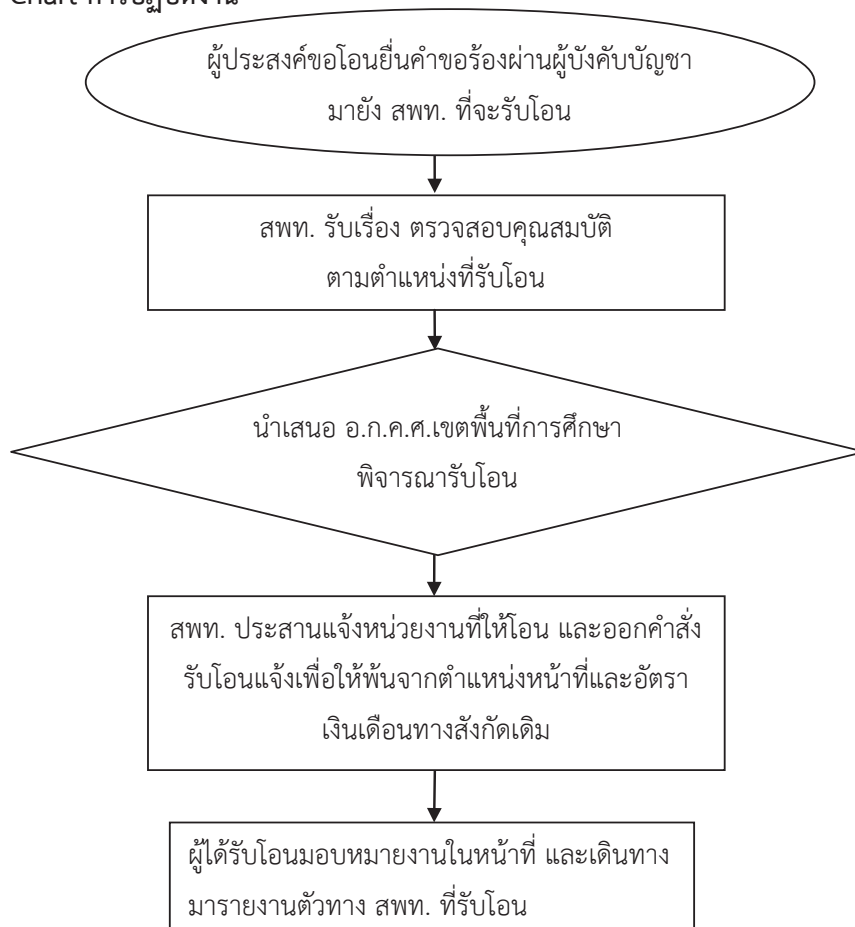 Chart การปฏิบัติงาน
ผู้ประสงค์ขอโอนยื่นคำขอร้องผ่านผู้บังคับบัญชา
มายัง สพท. ที่จะรับโอน
สพท. รับเรื่อง ตรวจสอบคุณสมบัติ
ตามตำแหน่งที่รับโอน
นำเสนอ อ.ก.ค.ศ.เขตพื้นที่การศึกษา
พิจารณารับโอน
สพท. ประสานแจ้งหน่วยงานที่ให้โอน และออกคำสั่ง
รับโอนแจ้งเพื่อให้พ้นจากตำแหน่งหน้าที่และอัตรา
เงินเดือนทางสังกัดเดิม
ผู้ได้รับโอนมอบหมายงานในหน้าที่ และเดินทาง
มารายงานตัวทาง สพท. ที่รับโอน